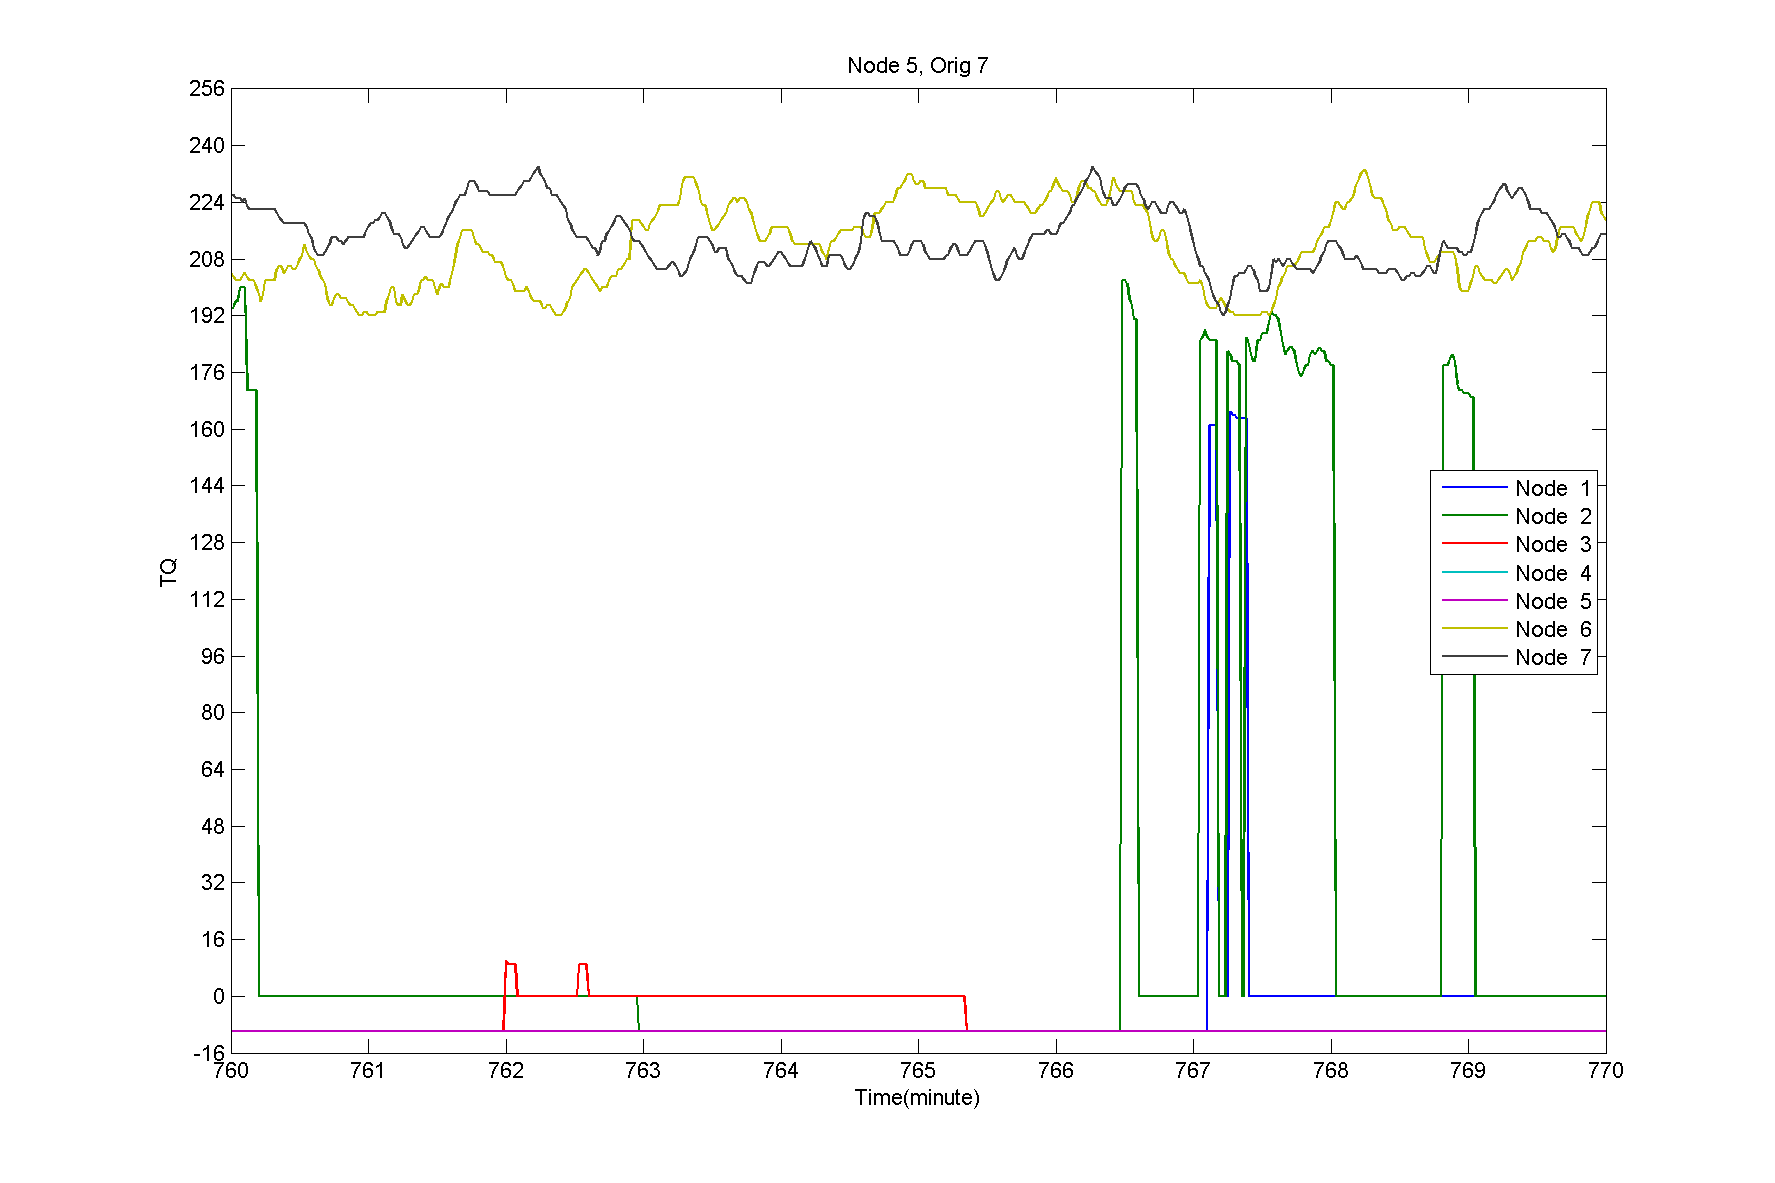 Node 5, Orig 7
256
240
224
208
192
176
160
144
128
112
96
80
64
48
32
16
0
-16
TQ
Node 1
Node 2
Node 3
Node 4
Node 5
Node 6
Node 7
760 761 762 763 764 765 766 767 768 769 770
Time(minute)